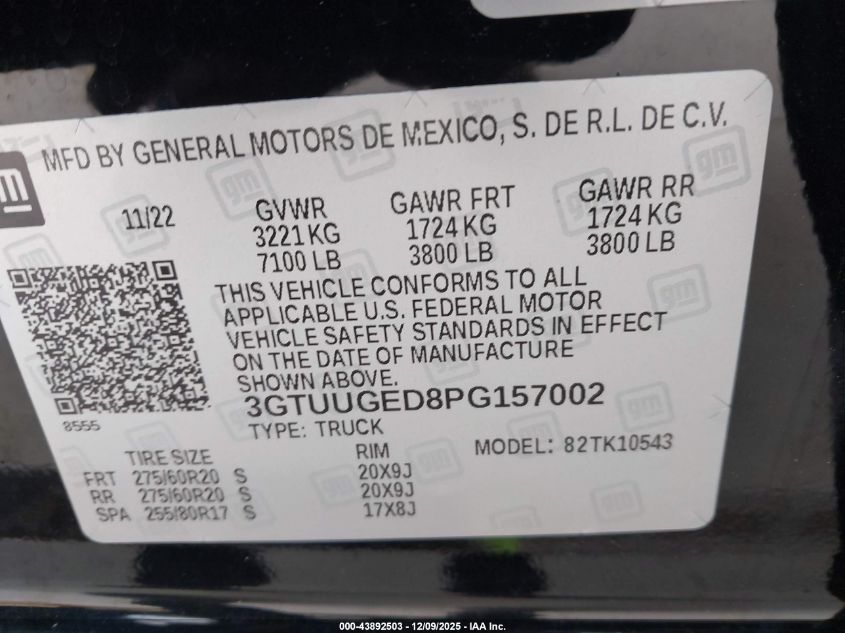 MFD BY GENERAL MOTORS DE MEXICO, S. DE R.L. DE C.V.
gm
11/22
GVWR
3221 KG
7100 LB
GAWR FRT
1724 KG
3800 LB
GAWR RR
1724 KG
3800 LB
THIS VEHICLE CONFORMS TO ALL
APPLICABLE U.S. FEDERAL MOTOR
VEHICLE SAFETY STANDARDS IN EFFECT
ON THE DATE OF MANUFACTURE
SHOWN ABOVE.
3GTUUGED8PG157002
8555
TYPE: TRUCK
MODEL: 82TK10543
TIRE SIZE RIM
FRT 275/60R20 S 20X9J
RR 275/60R20 S 20X9J
SPA 255/80R17 S 17X8J
000-43892503 - 12/09/2025 - IAA Inc.